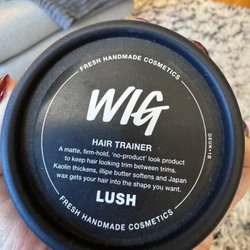 FRESH HANDMADE COSMETICS
WIG
HAIR TRAINER
A matte, firm-hold, 'no-product' look product
to keep hair looking trim between trims.
Kaolin thickens, illipe butter softens and Japan
wax gets your hair into the shape you want.
LUSH
FRESH HANDMADE COSMETICS